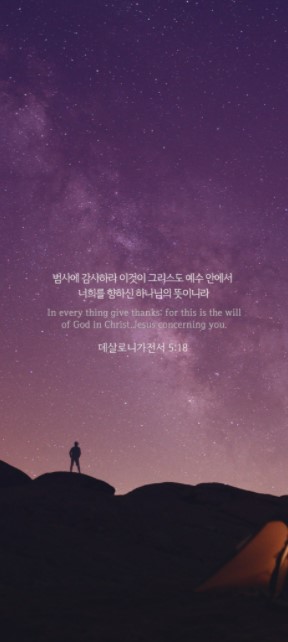 범사에 감사하라 이것이 그리스도 예수 안에서
너희를 향하신 하나님의 뜻이니라
In every thing give thanks: for this is the will
of God in Christ Jesus concerning you.
데살로니가전서 5:18